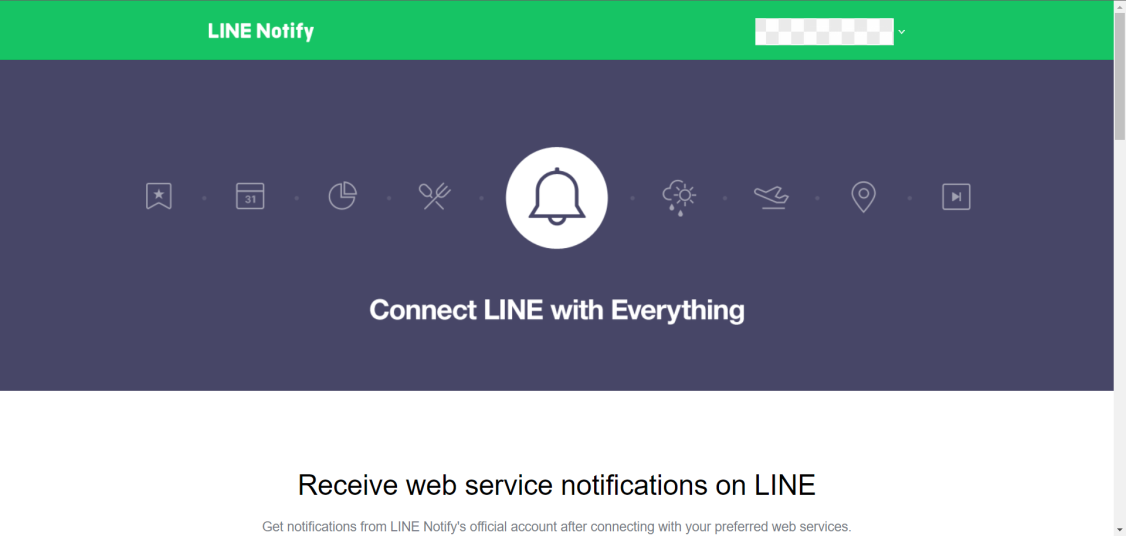 LINE Notify
31
Connect LINE with Everything
Receive web service notifications on LINE
Get notifications from LINE Notify's official account after connecting with your preferred web services.